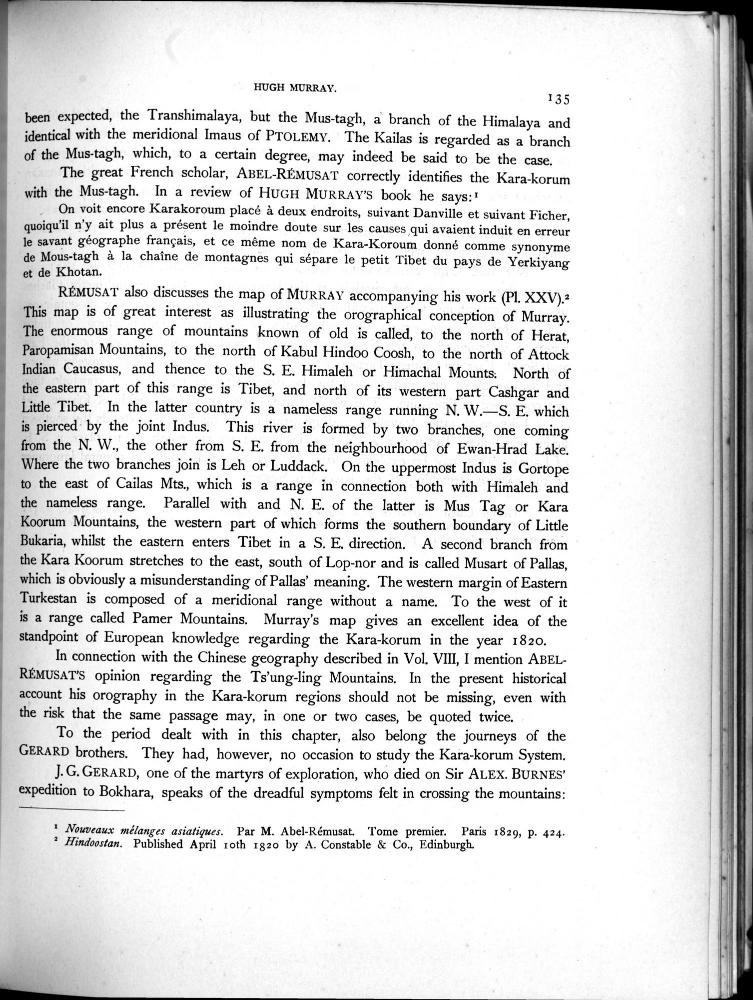 HUGH MURRAY.
135
been expected, the Transhimalaya, but the Mus-tagh, a branch of the Himalaya and
identical with the meridional Imaus of PTOLEMY. The Kailas is regarded as a branch
of the Mus-tagh, which, to a certain degree, may indeed be said to be the case.
The great French scholar, ABEL-RÉMUSAT correctly identifies the Kara-korum
with the Mus-tagh. In a review of HUGH MURRAY'S book he says:¹
On voit encore Karakoroum placé à deux endroits, suivant Danville et suivant Ficher,
quoiqu'il n'y ait plus a présent le moindre doute sur les causes qui avaient induit en erreur
le savant géographe français, et ce même nom de Kara-Koroum donné comme synonyme
de Mous-tagh à la chaîne de montagnes qui sépare le petit Tibet du pays de Yerkiyang
et de Khotan.
RÉMUSAT also discusses the map of MURRAY accompanying his work (Pl. XXV).²
This map is of great interest as illustrating the orographical conception of Murray.
The enormous range of mountains known of old is called, to the north of Herat,
Paropamisan Mountains, to the north of Kabul Hindoo Coosh, to the north of Attock
Indian Caucasus, and thence to the S. E. Himaleh or Himachal Mounts. North of
the eastern part of this range is Tibet, and north of its western part Cashgar and
Little Tibet. In the latter country is a nameless range running N. W.—S. E. which
is pierced by the joint Indus. This river is formed by two branches, one coming
from the N. W., the other from S. E. from the neighbourhood of Ewan-Hrad Lake.
Where the two branches join is Leh or Luddack. On the uppermost Indus is Gortope
to the east of Cailas Mts., which is a range in connection both with Himaleh and
the nameless range. Parallel with and N. E. of the latter is Mus Tag or Kara
Koorum Mountains, the western part of which forms the southern boundary of Little
Bukaria, whilst the eastern enters Tibet in a S. E. direction. A second branch from
the Kara Koorum stretches to the east, south of Lop-nor and is called Musart of Pallas,
which is obviously a misunderstanding of Pallas' meaning. The western margin of Eastern
Turkestan is composed of a meridional range without a name. To the west of it
is a range called Pamer Mountains. Murray's map gives an excellent idea of the
standpoint of European knowledge regarding the Kara-korum in the year 1820.
In connection with the Chinese geography described in Vol. VIII, I mention ABEL-
RÉMUSAT'S opinion regarding the Ts'ung-ling Mountains. In the present historical
account his orography in the Kara-korum regions should not be missing, even with
the risk that the same passage may, in one or two cases, be quoted twice.
To the period dealt with in this chapter, also belong the journeys of the
GERARD brothers. They had, however, no occasion to study the Kara-korum System.
J. G. GERARD, one of the martyrs of exploration, who died on Sir ALEX. BURNES'
expedition to Bokhara, speaks of the dreadful symptoms felt in crossing the mountains:
¹ Nouveaux mélanges asiatiques. Par M. Abel-Rémusat. Tome premier. Paris 1829, p. 424.
² Hindoostan. Published April 10th 1820 by A. Constable & Co., Edinburgh.